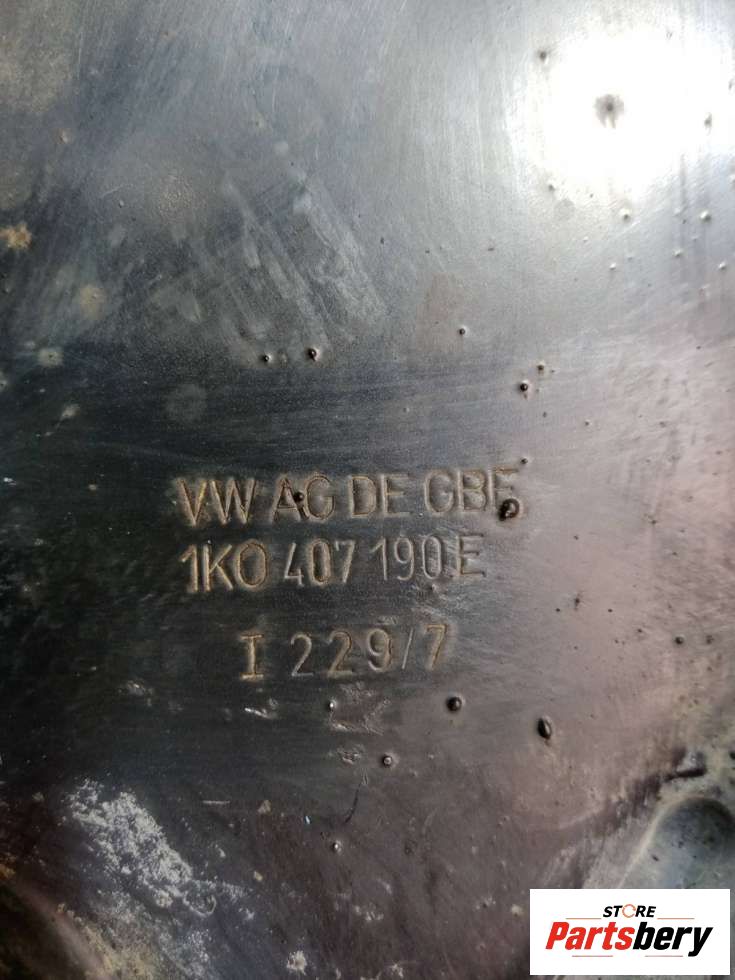 VW AG DE GBF
1K0 407 190 E
I 229/7
STORE
Partsbery